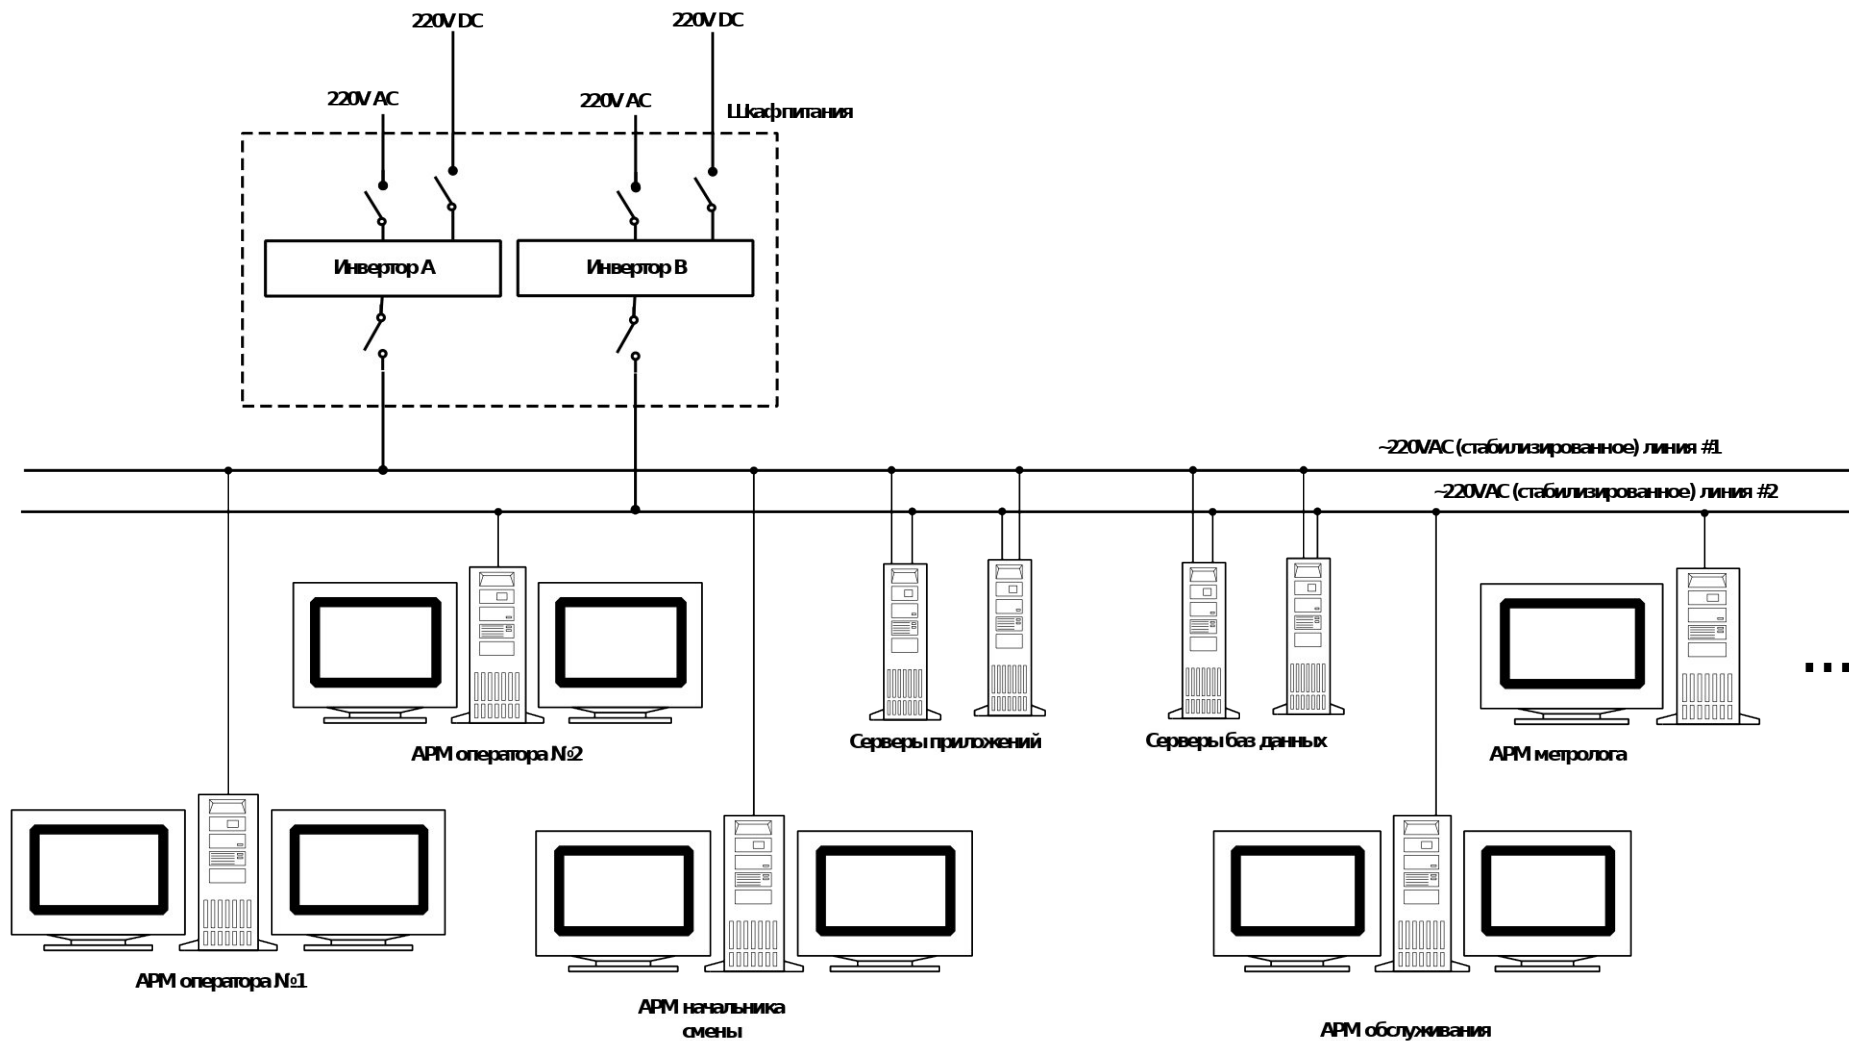 220V DC
220V DC
220V AC
220V AC
Шкаф питания
Инвертор A
Инвертор B
~220VAC (стабилизированное) линия #1
~220VAC (стабилизированное) линия #2
АРМ оператора №2
Серверы приложений
Серверы баз данных
АРМ метролога
...
АРМ оператора №1
АРМ начальника
смены
АРМ обслуживания